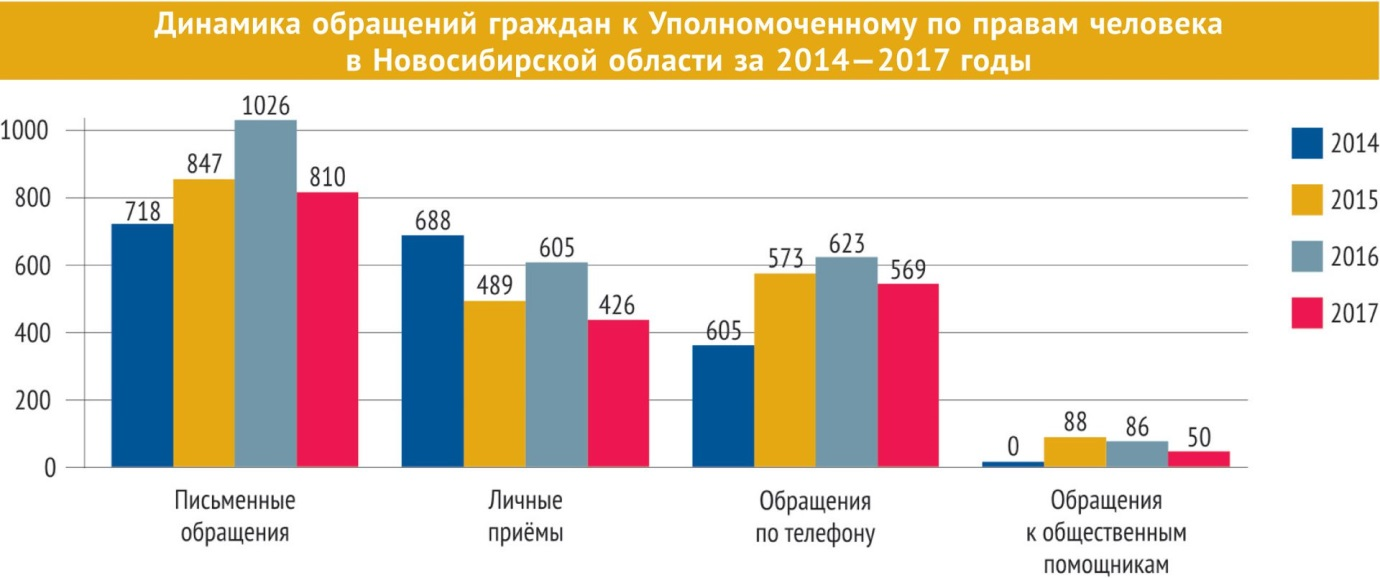 Динамика обращений граждан к Уполномоченному по правам человека
в Новосибирской области за 2014—2017 годы
1000
800
600
400
200
0
718
847
1026
810
688
489
605
426
605
573
623
569
0
88
86
50
Письменные
обращения
Личные
приёмы
Обращения
по телефону
Обращения
к общественным
помощникам
2014
2015
2016
2017